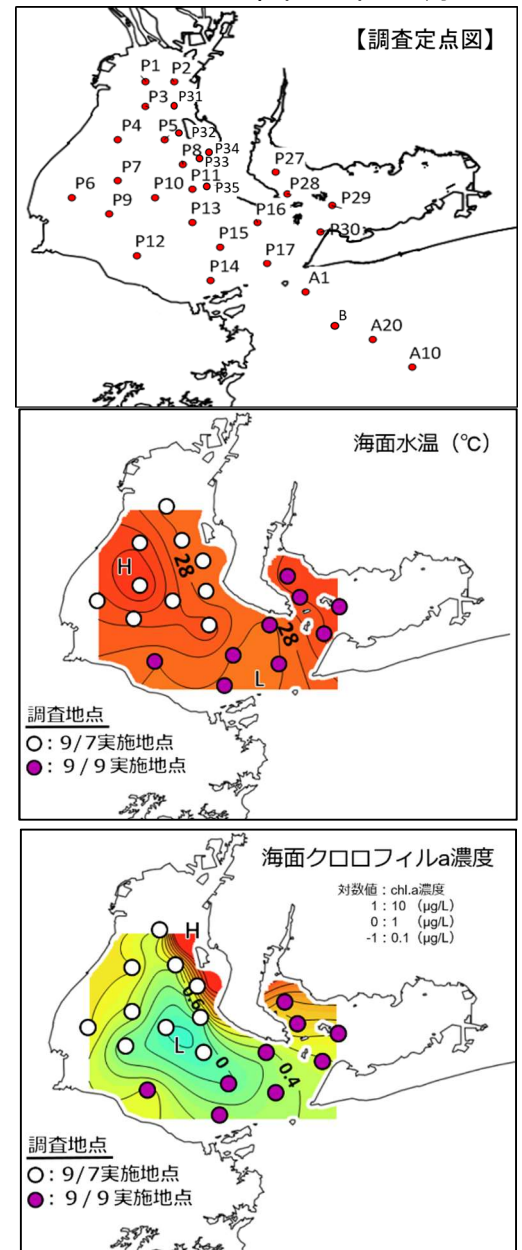 【調査定点図】
P1 P2
P3 P31
P4 P5 P32
P8 P34
P33
P7 P11 P27
P6 P10 P35 P28
P9 P29
P13 P16
P30
P12 P15 P17
P14 A1
B
A20
A10
海面水温（℃）
28
H
28
L
調査地点
○：9/7実施地点
●：９/９実施地点
海面クロロフィルa濃度
対数値：chl.a濃度
1：10 （μg/L）
0：1 （μg/L）
-1：0.1 （μg/L）
H
0.8
L
0
0.4
調査地点
○：9/7実施地点
●：９/９実施地点